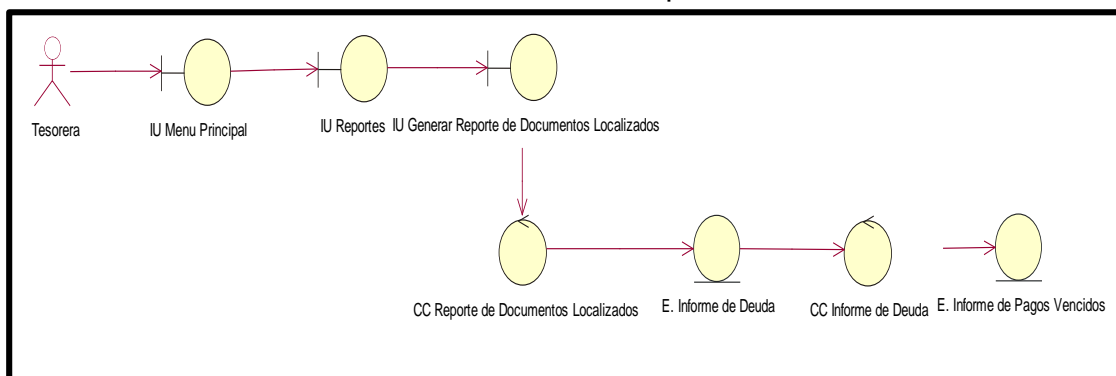 Tesorera
IU Menu Principal
IU Reportes
IU Generar Reporte de Documentos Localizados
CC Reporte de Documentos Localizados
E. Informe de Deuda
CC Informe de Deuda
E. Informe de Pagos Vencidos